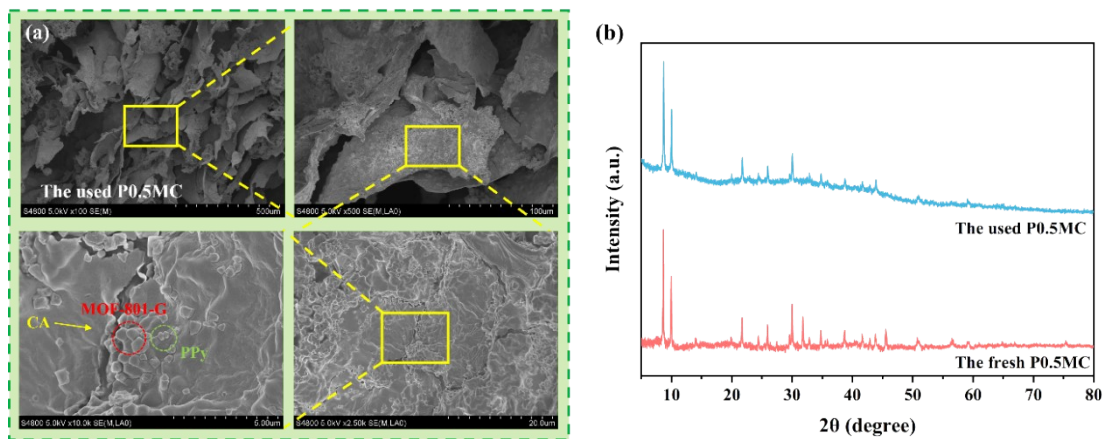 (a)
The used P0.5MC
S4800 5.0kV x100 SE(M)
500um
S4800 5.0kV x500 SE(M,LA0)
100um
MOF-801-G
CA
PPy
S4800 5.0kV x10.0k SE(M,LA0)
5.00um
S4800 5.0kV x2.50k SE(M,LA0)
20.0um
(b)
Intensity (a.u.)
The used P0.5MC
The fresh P0.5MC
10 20 30 40 50 60 70 80
2θ (degree)